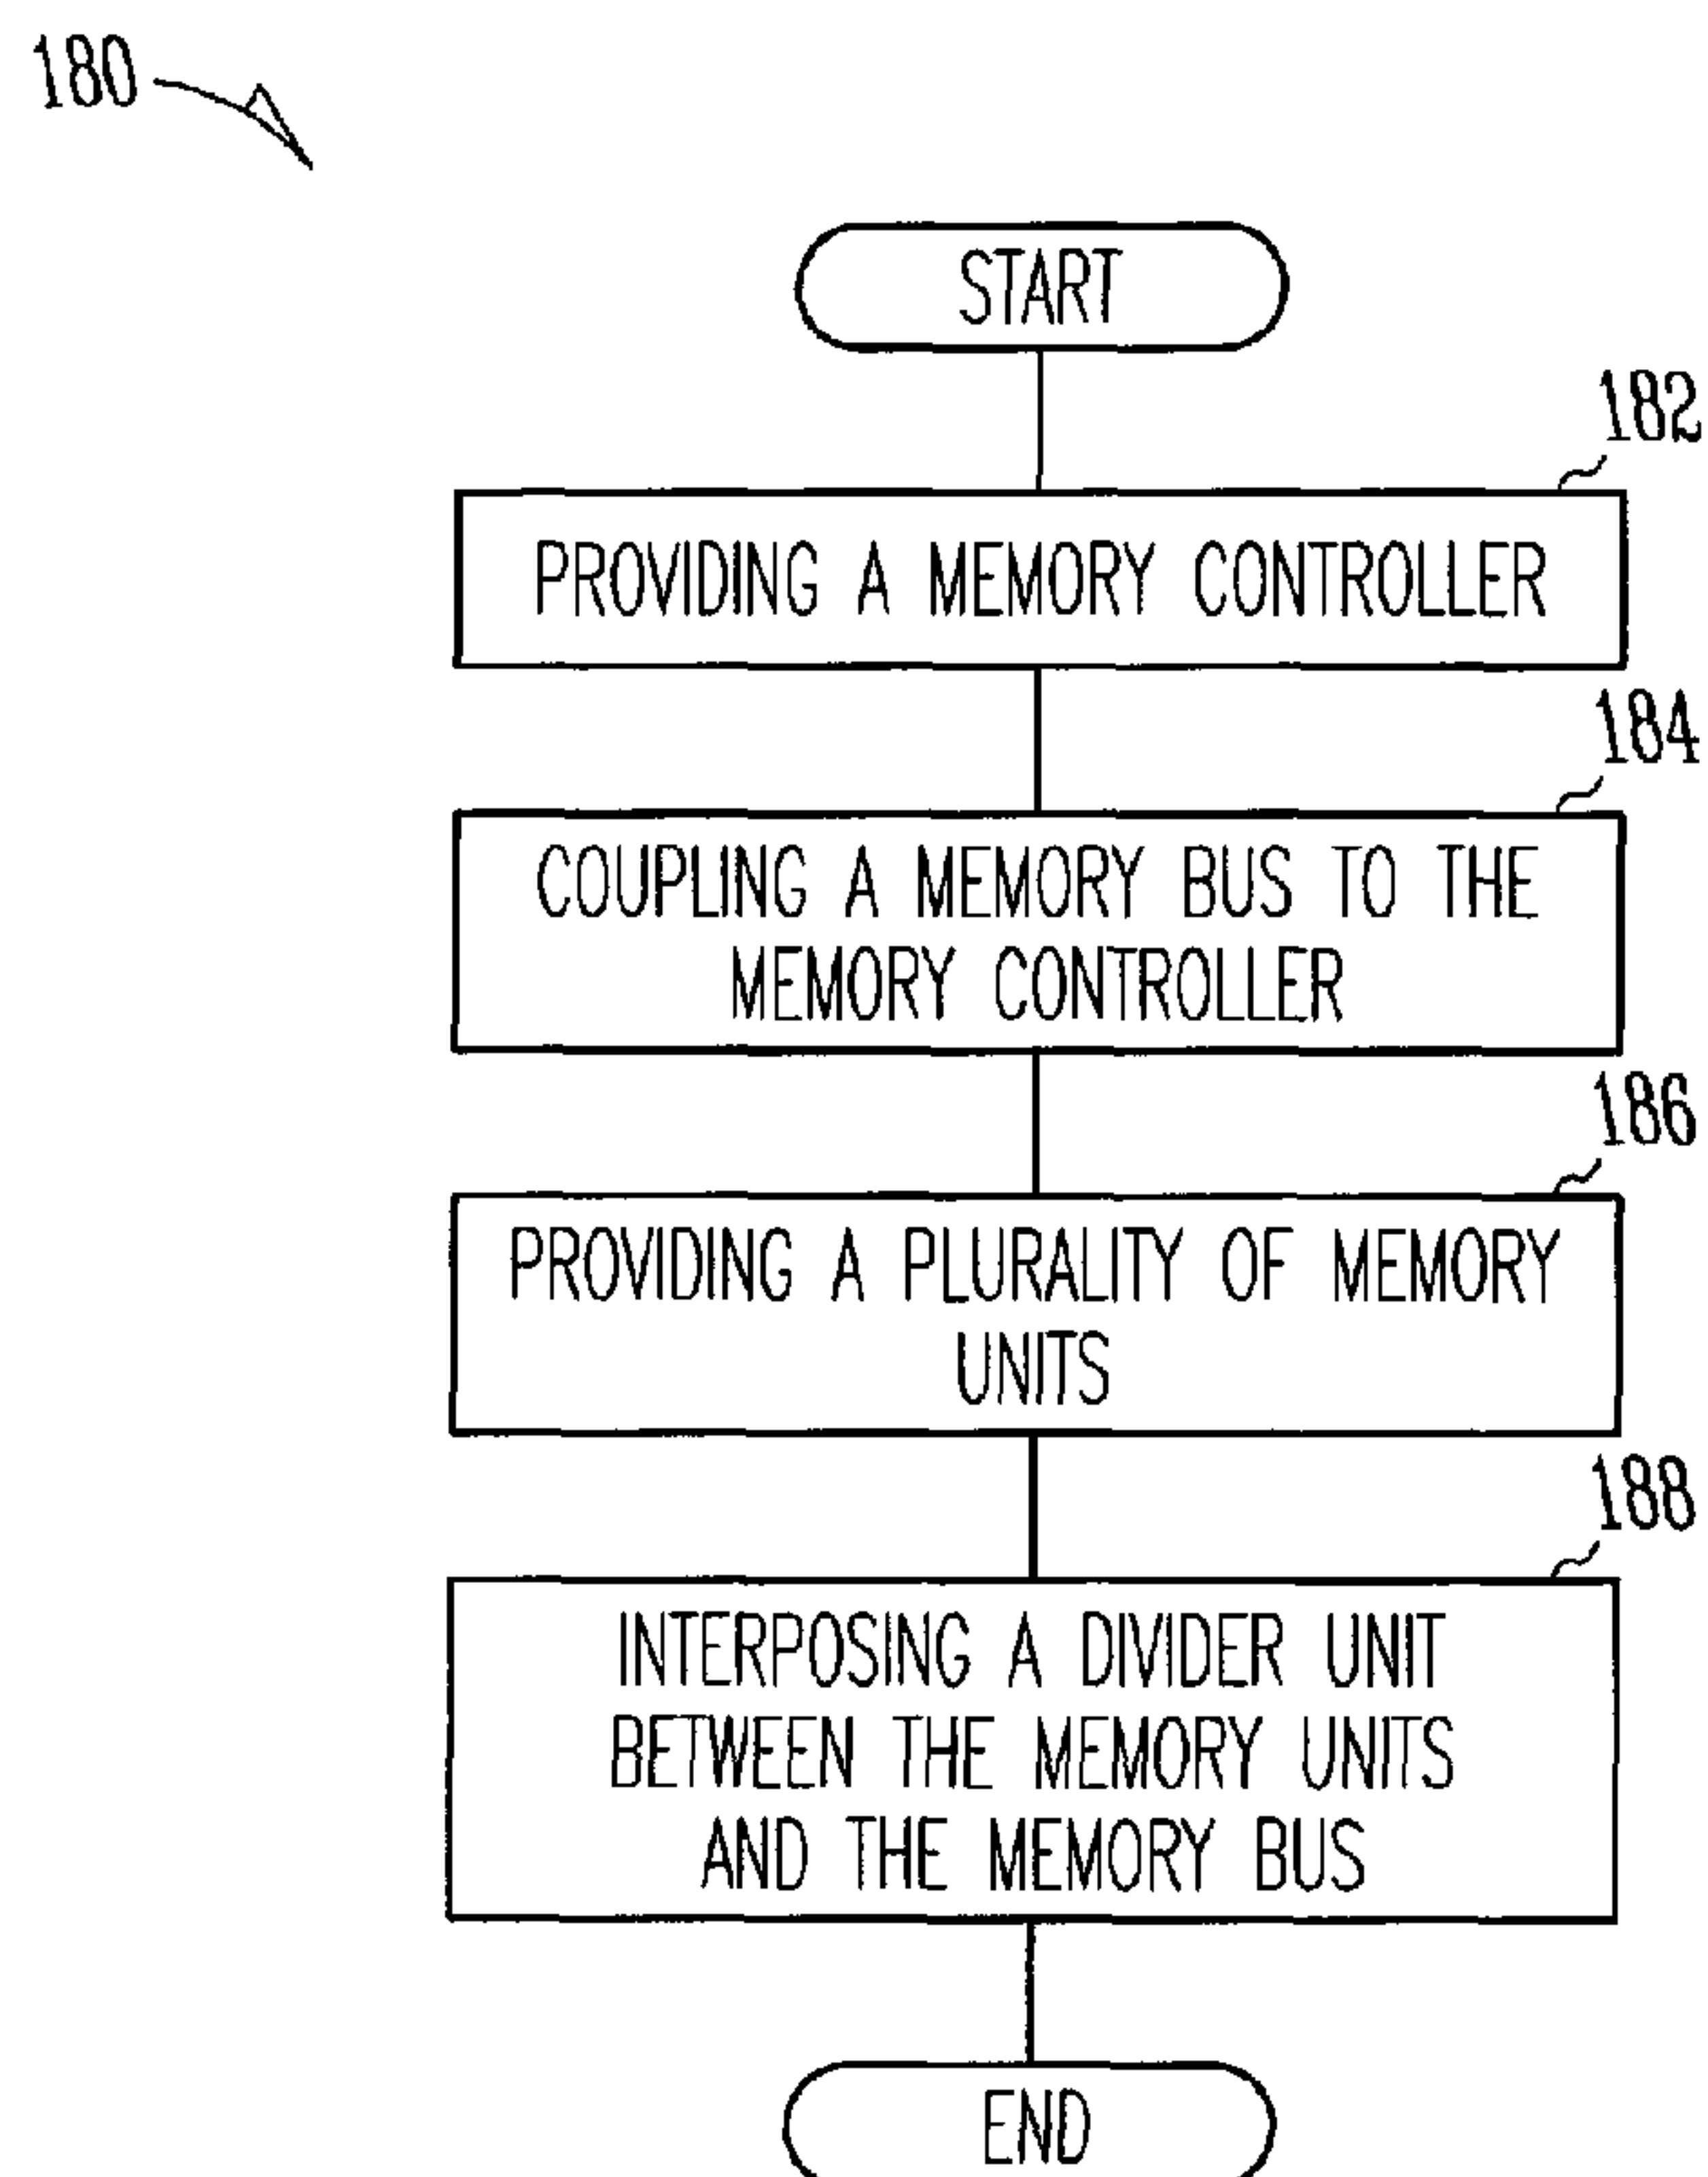 180
START
182
PROVIDING A MEMORY CONTROLLER
184
COUPLING A MEMORY BUS TO THE
MEMORY CONTROLLER
186
PROVIDING A PLURALITY OF MEMORY
UNITS
188
INTERPOSING A DIVIDER UNIT
BETWEEN THE MEMORY UNITS
AND THE MEMORY BUS
END